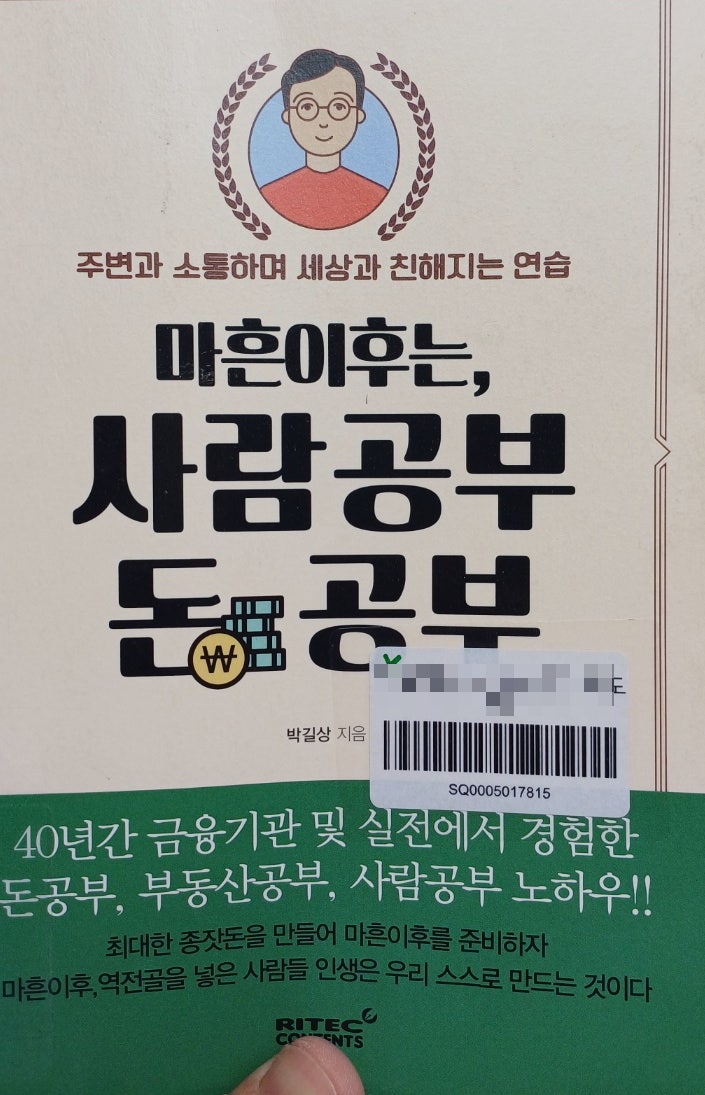 주변과 소통하며 세상과 친해지는 연습
마흔이후는,
사람공부
돈 공부
₩
박길상 지음
도
SQ0005017815
40년간 금융기관 및 실전에서 경험한
돈공부, 부동산공부, 사람공부 노하우!!
최대한 종잣돈을 만들어 마흔이후를 준비하자
마흔이후,역전골을 넣은 사람들 인생은 우리 스스로 만드는 것이다
RITEC
CONTENTS